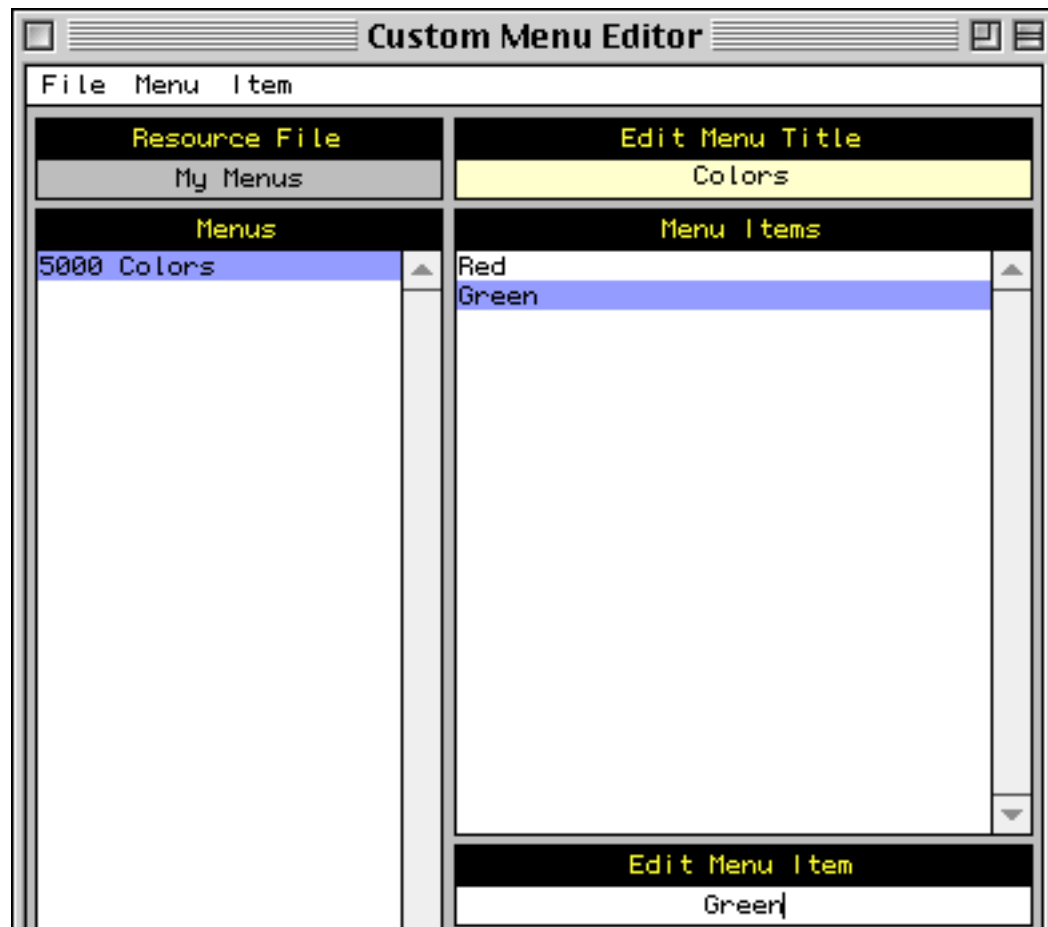 Custom Menu Editor
File Menu Item
Resource File
My Menus
Edit Menu Title
Colors
Menus
5000 Colors
Menu Items
Red
Green
Edit Menu Item
Green